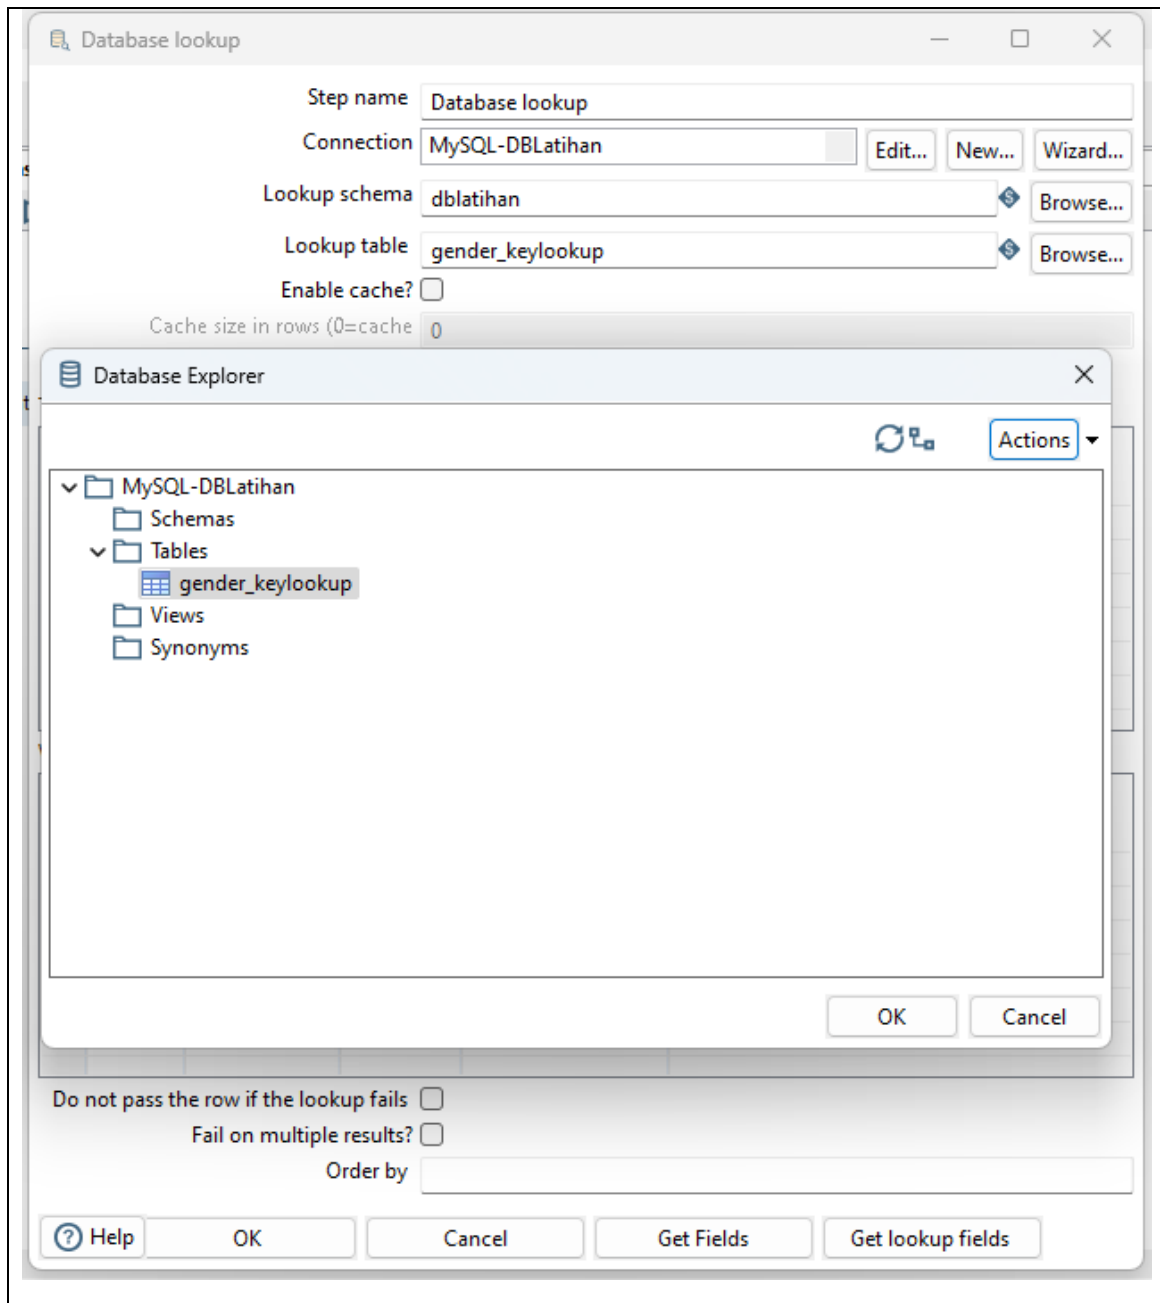 Database lookup
Step name Database lookup
Connection MySQL-DBLatihan Edit... New... Wizard...
Lookup schema dblatihan Browse...
Lookup table gender_keylookup Browse...
Enable cache?
Cache size in rows (0=cache 0
Database Explorer
Actions
MySQL-DBLatihan
Schemas
Tables
gender_keylookup
Views
Synonyms
OK Cancel
Do not pass the row if the lookup fails
Fail on multiple results?
Order by
Help OK Cancel Get Fields Get lookup fields